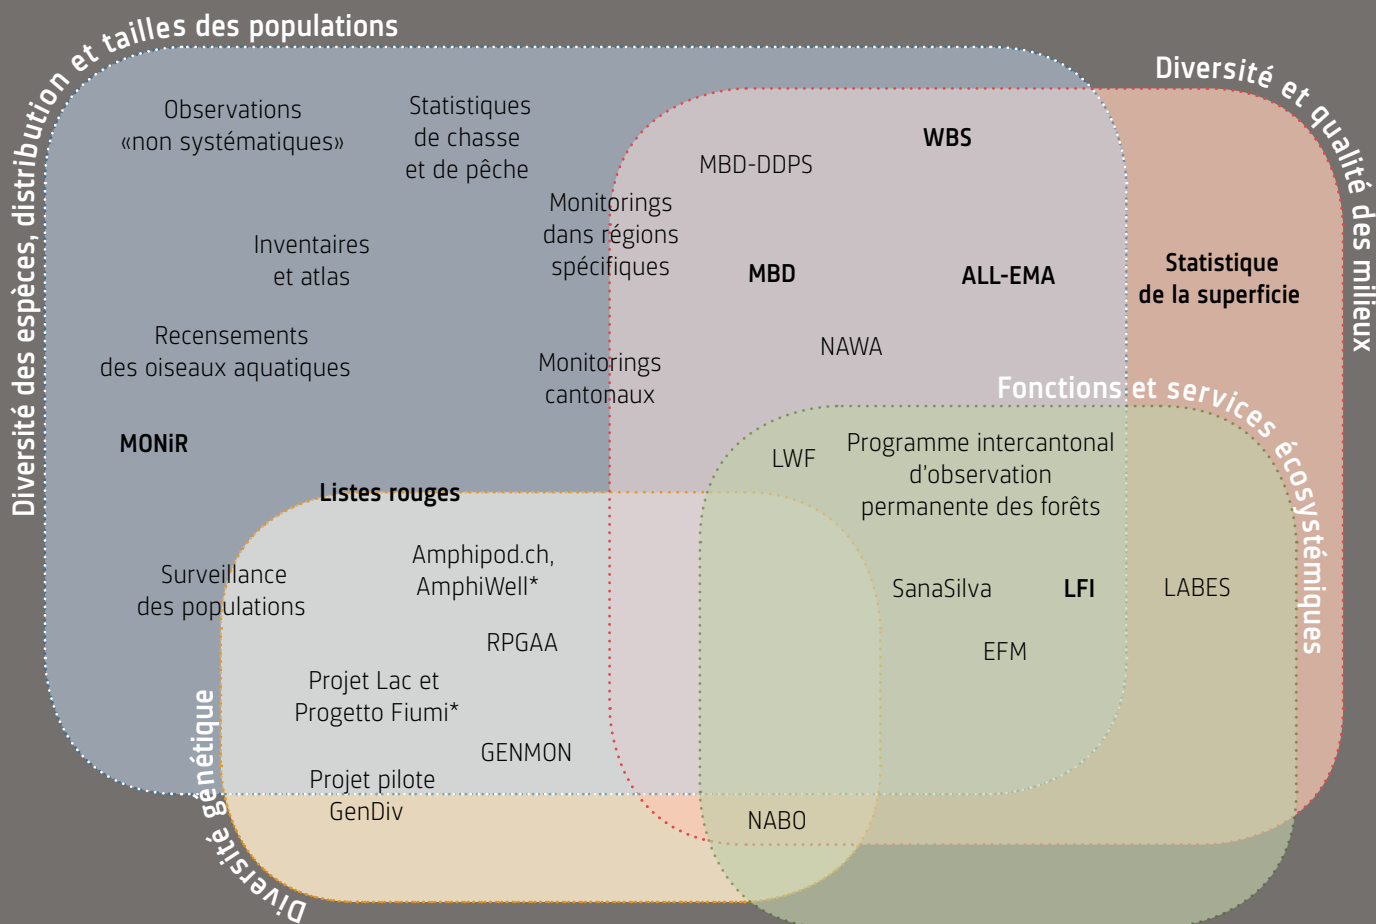 Diversité des espèces, distribution et tailles des populations
Diversité et qualité des milieux
Observations
«non systématiques»
Statistiques
de chasse
et de pêche
WBS
MBD-DDPS
Monitorings
dans régions
spécifiques
Inventaires
et atlas
MBD
ALL-EMA
Statistique
de la superficie
Recensements
des oiseaux aquatiques
NAWA
Monitorings
cantonaux
Fonctions et services écosystémiques
MONiR
LWF
Programme intercantonal
d'observation
permanente des forêts
Listes rouges
Amphipod.ch,
AmphiWell*
Surveillance
des populations
SanaSilva
LFI
LABES
RPGAA
EFM
Projet Lac et
Progetto Fiumi*
GENMON
Projet pilote
GenDiv
NABO
Diversité génétique